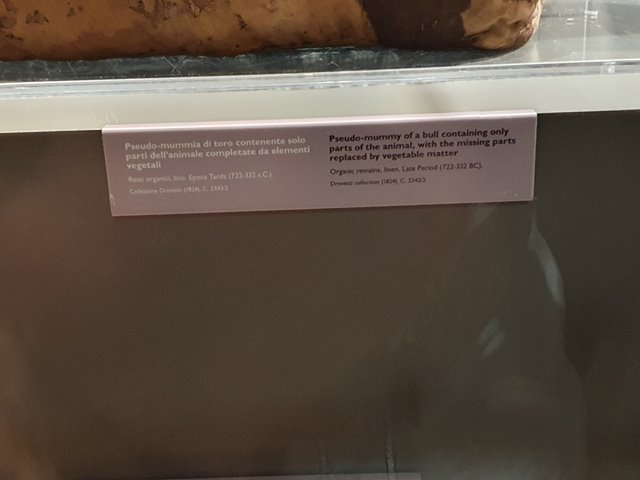 Pseudo-mummia di toro contenente solo
parti dell'animale completate da elementi
vegetali
Resti organici, lino. Epoca Tarda (722-332 a.C.).
Collezione Drovetti (1824). C. 2343/2
Pseudo-mummy of a bull containing only
parts of the animal, with the missing parts
replaced by vegetable matter
Organic remains, linen. Late Period (722-332 BC).
Drovetti collection (1824). C. 2343/2